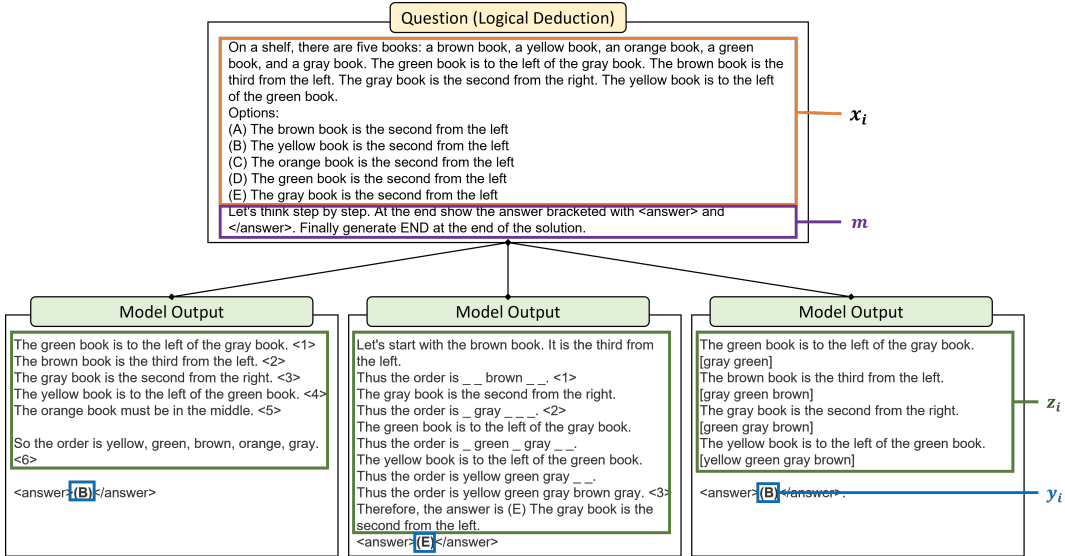 Question (Logical Deduction)
On a shelf, there are five books: a brown book, a yellow book, an orange book, a green
book, and a gray book. The green book is to the left of the gray book. The brown book is the
third from the left. The gray book is the second from the right. The yellow book is to the left
of the green book.
Options:
(A) The brown book is the second from the left
(B) The yellow book is the second from the left
(C) The orange book is the second from the left
(D) The green book is the second from the left
(E) The gray book is the second from the left
x_i
Let's think step by step. At the end show the answer bracketed with <answer> and
</answer>. Finally generate END at the end of the solution.
m
Model Output
The green book is to the left of the gray book. <1>
The brown book is the third from the left. <2>
The gray book is the second from the right. <3>
The yellow book is to the left of the green book. <4>
The orange book must be in the middle. <5>
So the order is yellow, green, brown, orange, gray.
<6>
<answer>(B)</answer>
Model Output
Let's start with the brown book. It is the third from
the left.
Thus the order is _ _ brown _ _. <1>
The gray book is the second from the right.
Thus the order is _ gray _ _ _. <2>
The green book is to the left of the gray book.
Thus the order is _ green _ gray _ _.
The yellow book is to the left of the green book.
Thus the order is yellow green gray _ _.
Thus the order is yellow green gray brown gray. <3>
Therefore, the answer is (E) The gray book is the
second from the left.
<answer>(E)</answer>
Model Output
The green book is to the left of the gray book.
[gray green]
The brown book is the third from the left.
[gray green brown]
The gray book is the second from the right.
[green gray brown]
The yellow book is to the left of the green book.
[yellow green gray brown]
z_i
<answer>(B)</answer>.
y_i